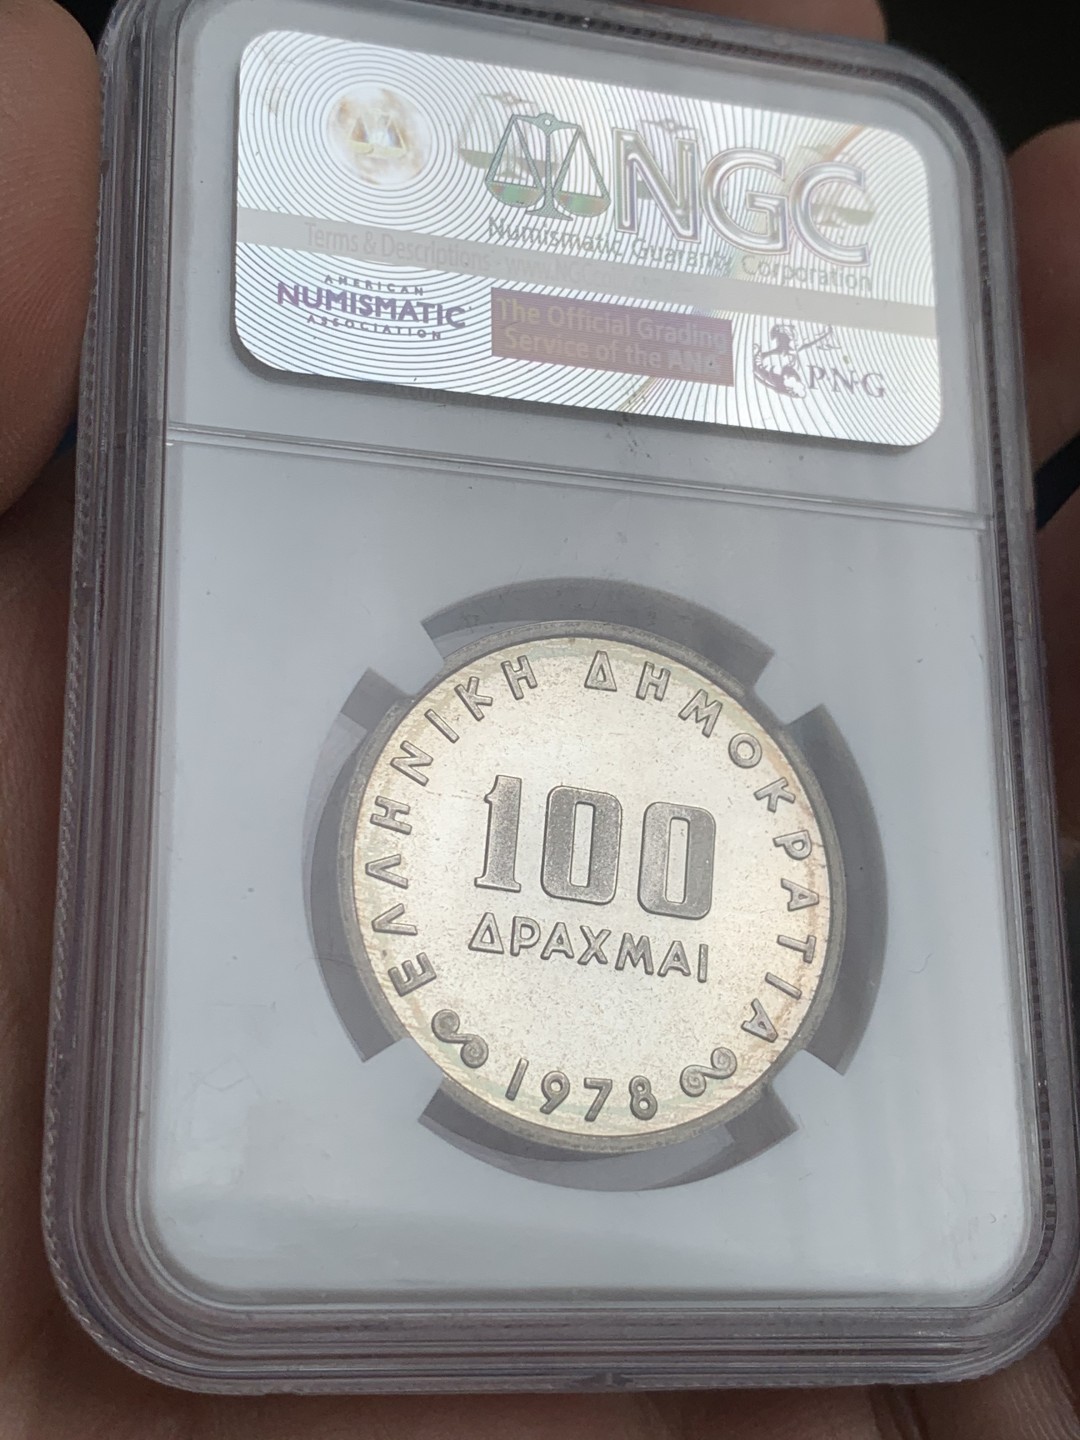 NGC
Numismatic Guaranty Corporation
Terms & Descriptions
AMERICAN
NUMISMATIC
ASSOCIATION
The Official Grading
Service of the ANA
PNG
ΕΛΛΗΝΙΚΗ ΔΗΜΟΚΡΑΤΙΑ
100
ΔΡΑΧΜΑΙ
1978